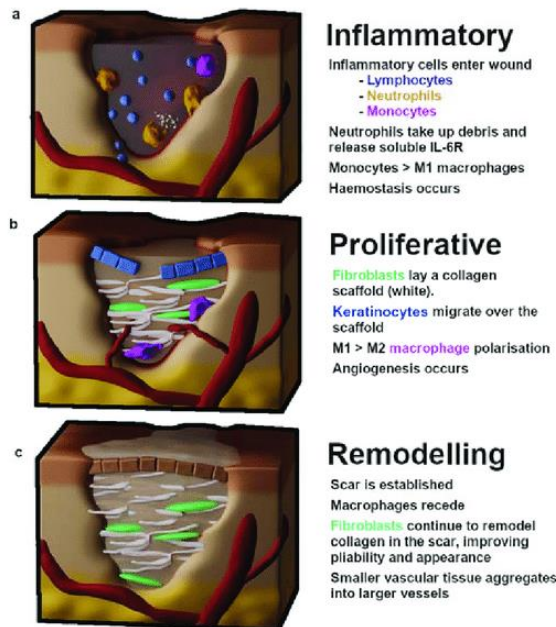 a
Inflammatory
Inflammatory cells enter wound
- Lymphocytes
- Neutrophils
- Monocytes
Neutrophils take up debris and
release soluble IL-6R
Monocytes > M1 macrophages
Haemostasis occurs
b
Proliferative
Fibroblasts lay a collagen
scaffold (white).
Keratinocytes migrate over the
scaffold
M1 > M2 macrophage polarisation
Angiogenesis occurs
c
Remodelling
Scar is established
Macrophages recede
Fibroblasts continue to remodel
collagen in the scar, improving
pliability and appearance
Smaller vascular tissue aggregates
into larger vessels